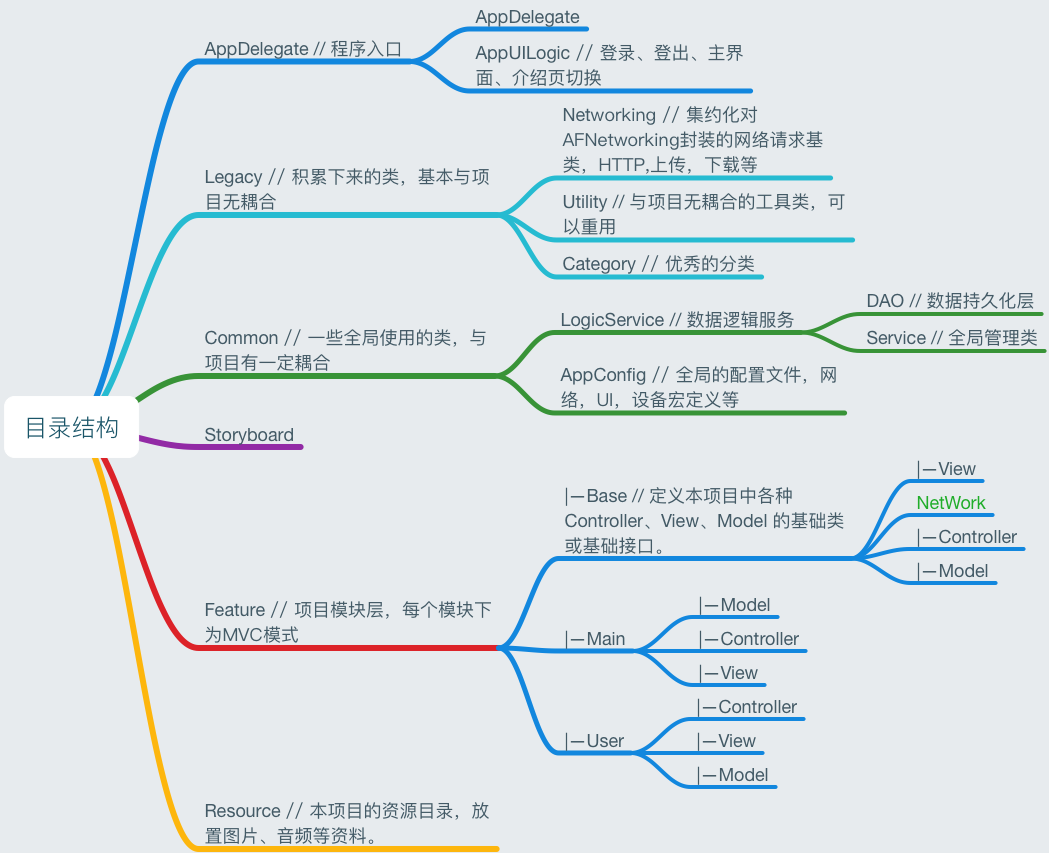 目录结构
AppDelegate // 程序入口
AppDelegate
AppUILogic // 登录、登出、主界
面、介绍页切换
Legacy // 积累下来的类，基本与项
目无耦合
Networking // 集约化对
AFNetworking封装的网络请求基
类，HTTP,上传，下载等
Utility // 与项目无耦合的工具类，可
以重用
Category // 优秀的分类
Common // 一些全局使用的类，与
项目有一定耦合
LogicService // 数据逻辑服务
DAO // 数据持久化层
Service // 全局管理类
AppConfig // 全局的配置文件，网
络，UI，设备宏定义等
Storyboard
Feature // 项目模块层，每个模块下
为MVC模式
|—Base // 定义本项目中各种
Controller、View、Model 的基础类
或基础接口。
|—View
NetWork
|—Controller
|—Model
|—Main
|—Model
|—Controller
|—View
|—User
|—Controller
|—View
|—Model
Resource // 本项目的资源目录，放
置图片、音频等资料。